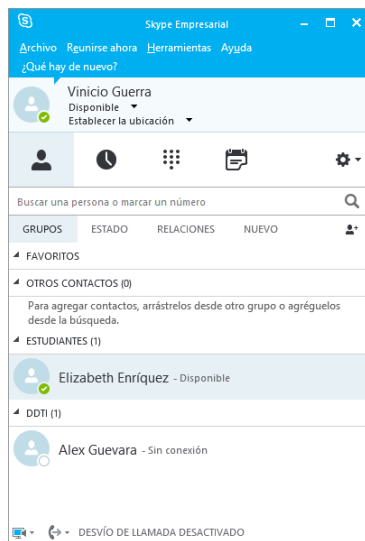 Skype Empresarial
Archivo Reunirse ahora Herramientas Ayuda
¿Qué hay de nuevo?
Vinicio Guerra
Disponible
Establecer la ubicación
Buscar una persona o marcar un número
GRUPOS ESTADO RELACIONES NUEVO
FAVORITOS
OTROS CONTACTOS (0)
Para agregar contactos, arrástrelos desde otro grupo o agréguelos
desde la búsqueda.
ESTUDIANTES (1)
Elizabeth Enríquez - Disponible
DDTI (1)
Alex Guevara - Sin conexión
DESVÍO DE LLAMADA DESACTIVADO